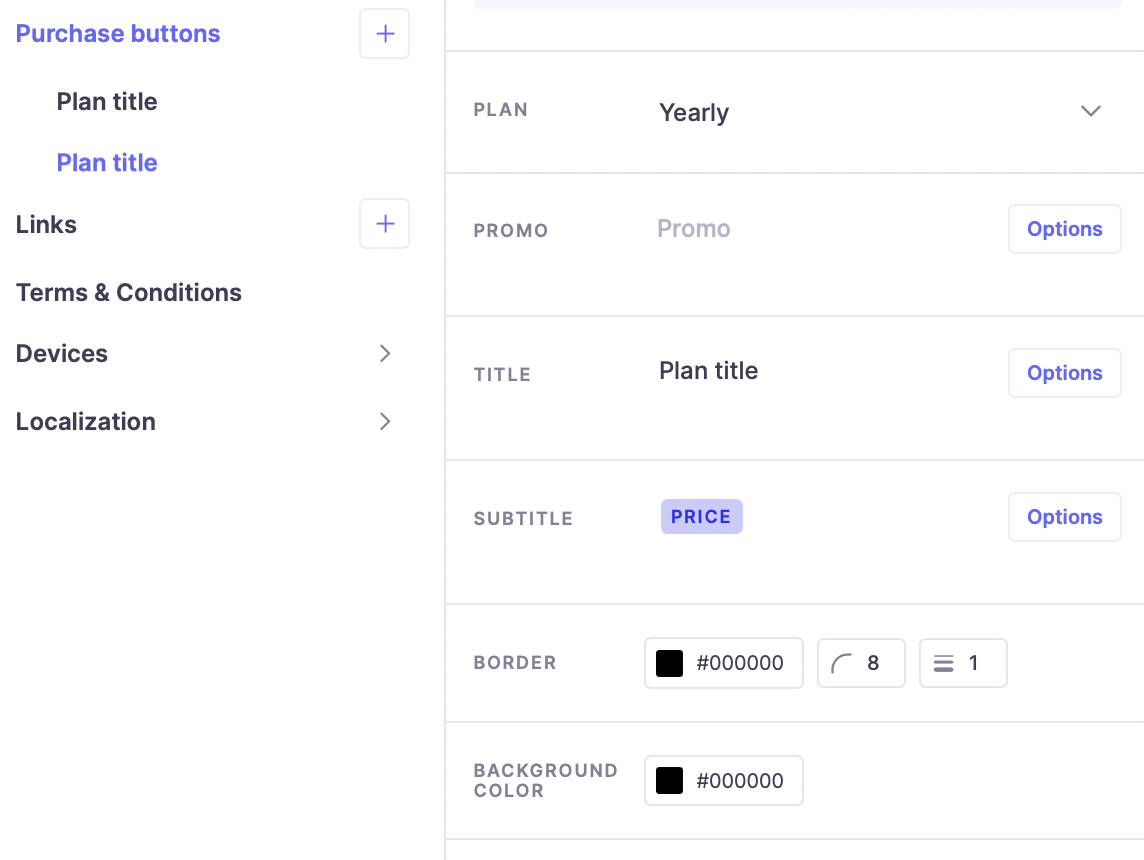 Purchase buttons
Plan title
Plan title
Links
Terms & Conditions
Devices
Localization
PLAN
Yearly
PROMO
Promo
Options
TITLE
Plan title
Options
SUBTITLE
PRICE
Options
BORDER
#000000
8
1
BACKGROUND
COLOR
#000000